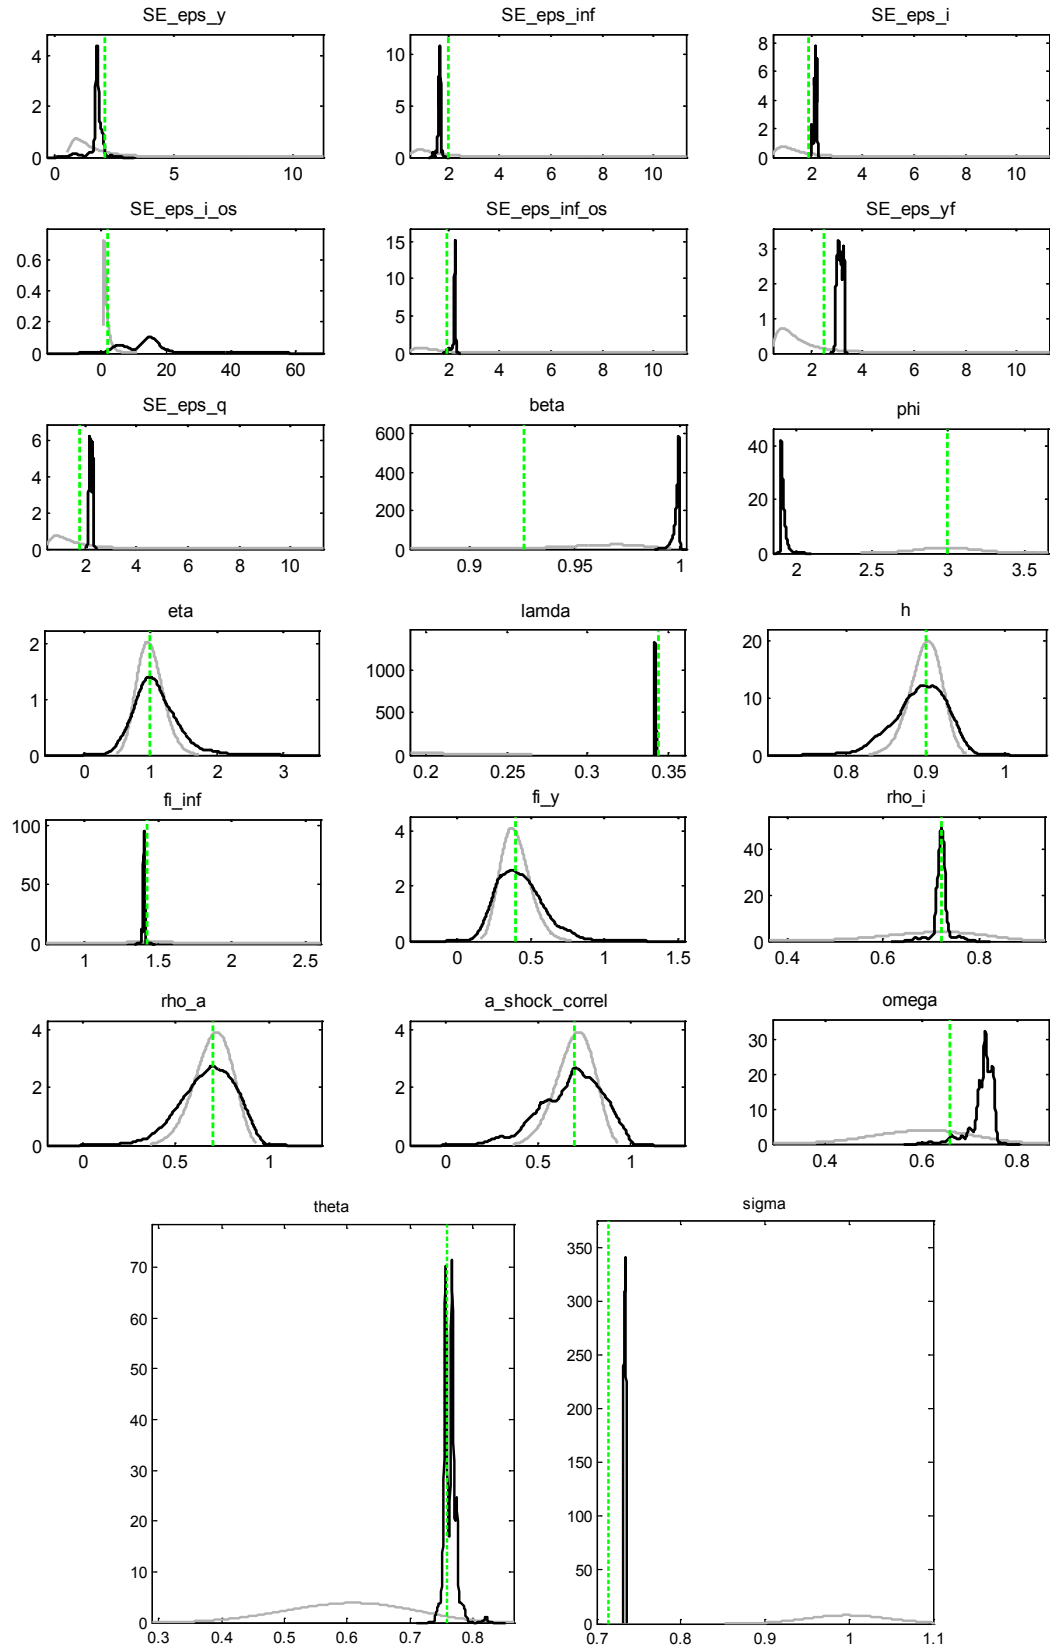 SE_eps_y SE_eps_inf SE_eps_i
4 2 0 0 5 10
10 5 0 2 4 6 8 10
8 6 4 2 0 2 4 6 8 10
SE_eps_i_os SE_eps_inf_os SE_eps_yf
0.6 0.4 0.2 0 0 20 40 60
15 10 5 0 2 4 6 8 10
3 2 1 0 2 4 6 8 10
SE_eps_q beta phi
6 4 2 0 2 4 6 8 10
600 400 200 0 0.9 0.95 1
40 20 0 2 2.5 3 3.5
eta lamda h
2 1 0 0 1 2 3
1000 500 0 0.2 0.25 0.3 0.35
20 10 0 0.8 0.9 1
fi_inf fi_y rho_i
100 50 0 1 1.5 2 2.5
4 2 0 0 0.5 1 1.5
40 20 0 0.4 0.6 0.8
rho_a a_shock_correl omega
4 2 0 0 0.5 1
4 2 0 0 0.5 1
30 20 10 0 0.4 0.6 0.8
theta sigma
70 60 50 40 30 20 10 0 0.3 0.4 0.5 0.6 0.7 0.8
350 300 250 200 150 100 50 0 0.7 0.8 0.9 1 1.1